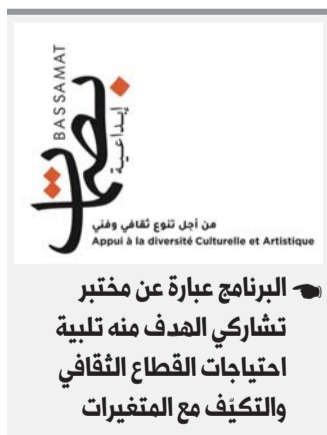 BASSAMAT
بصمات
إبداعية
من أجل تنوع ثقافي وفني
Appui à la diversité Culturelle et Artistique
البرنامج عبارة عن مختبر
تشاركي الهدف منه تلبية
احتياجات القطاع الثقافي
والتكيّف مع المتغيرات